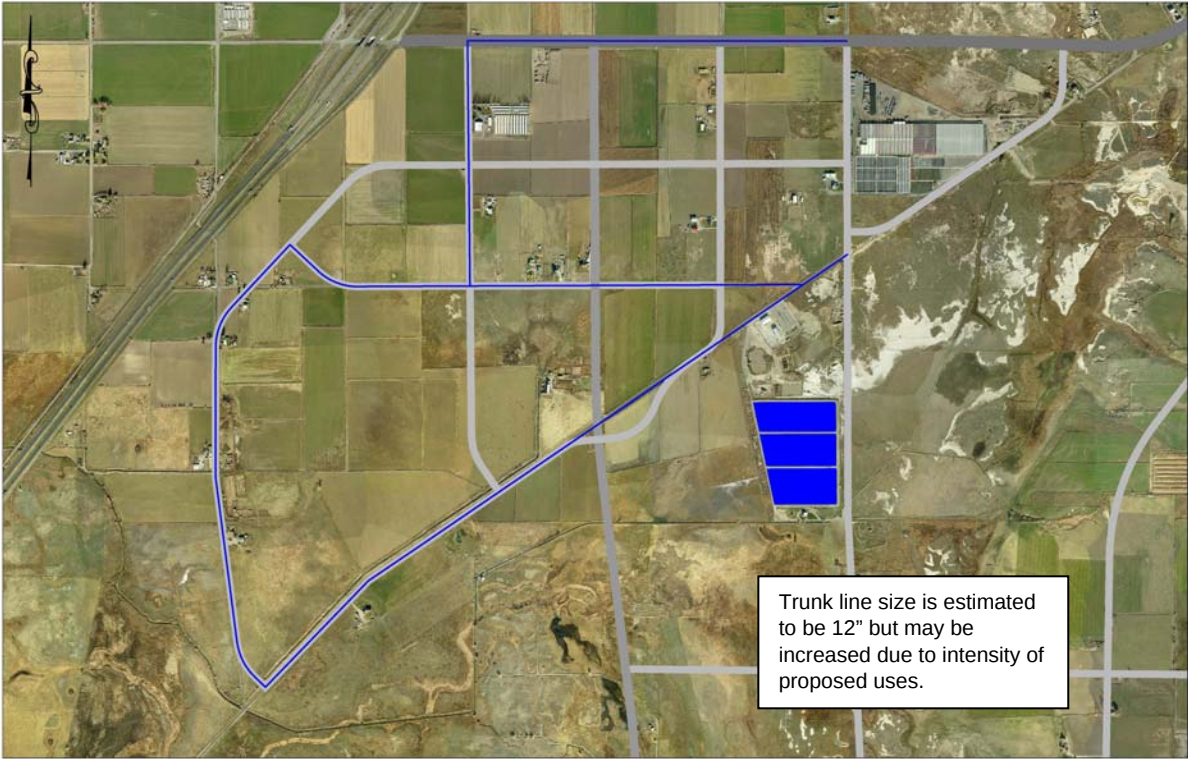 Trunk line size is estimated
to be 12” but may be
increased due to intensity of
proposed uses.